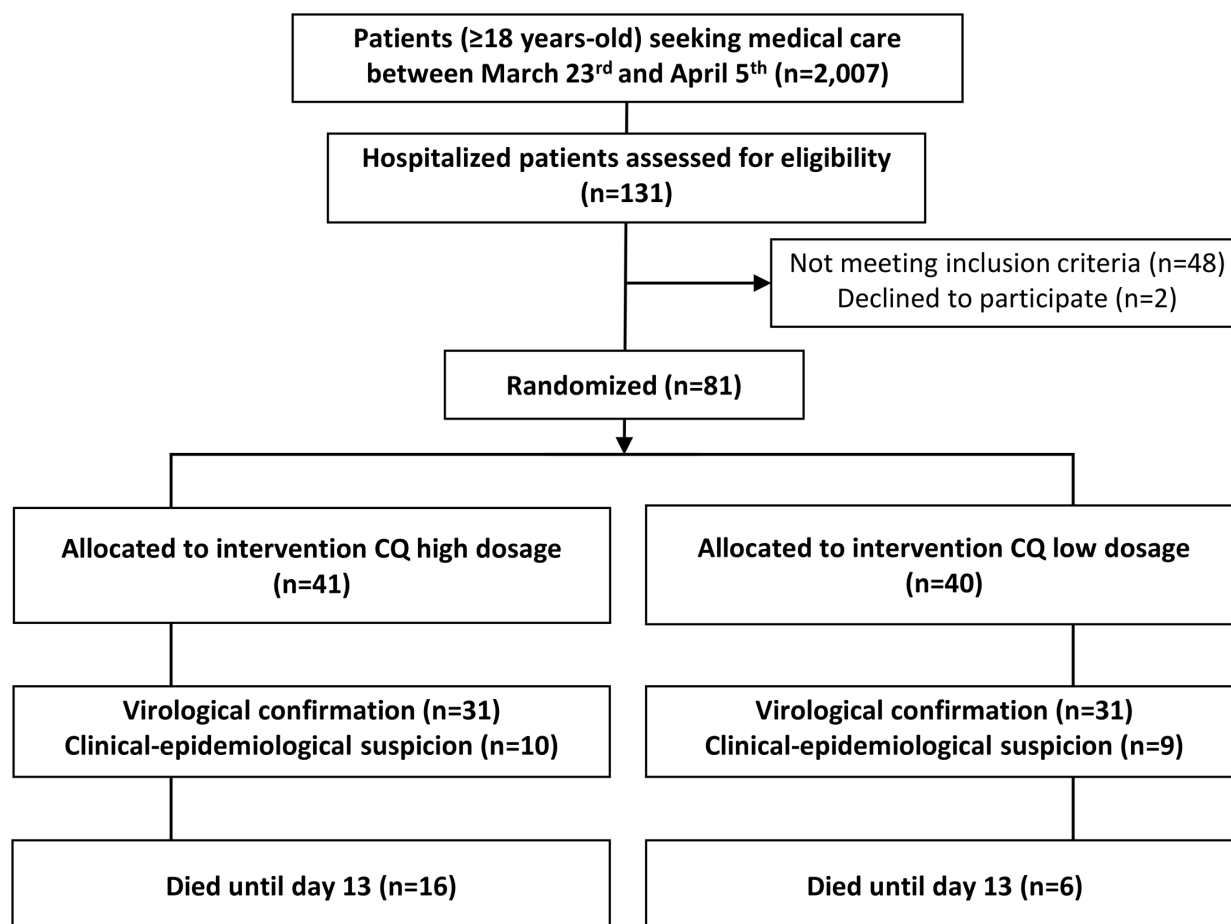 Patients (≥18 years-old) seeking medical care
between March 23rd and April 5th (n=2,007)
Hospitalized patients assessed for eligibility
(n=131)
Not meeting inclusion criteria (n=48)
Declined to participate (n=2)
Randomized (n=81)
Allocated to intervention CQ high dosage
(n=41)
Allocated to intervention CQ low dosage
(n=40)
Virological confirmation (n=31)
Clinical-epidemiological suspicion (n=10)
Virological confirmation (n=31)
Clinical-epidemiological suspicion (n=9)
Died until day 13 (n=16)
Died until day 13 (n=6)